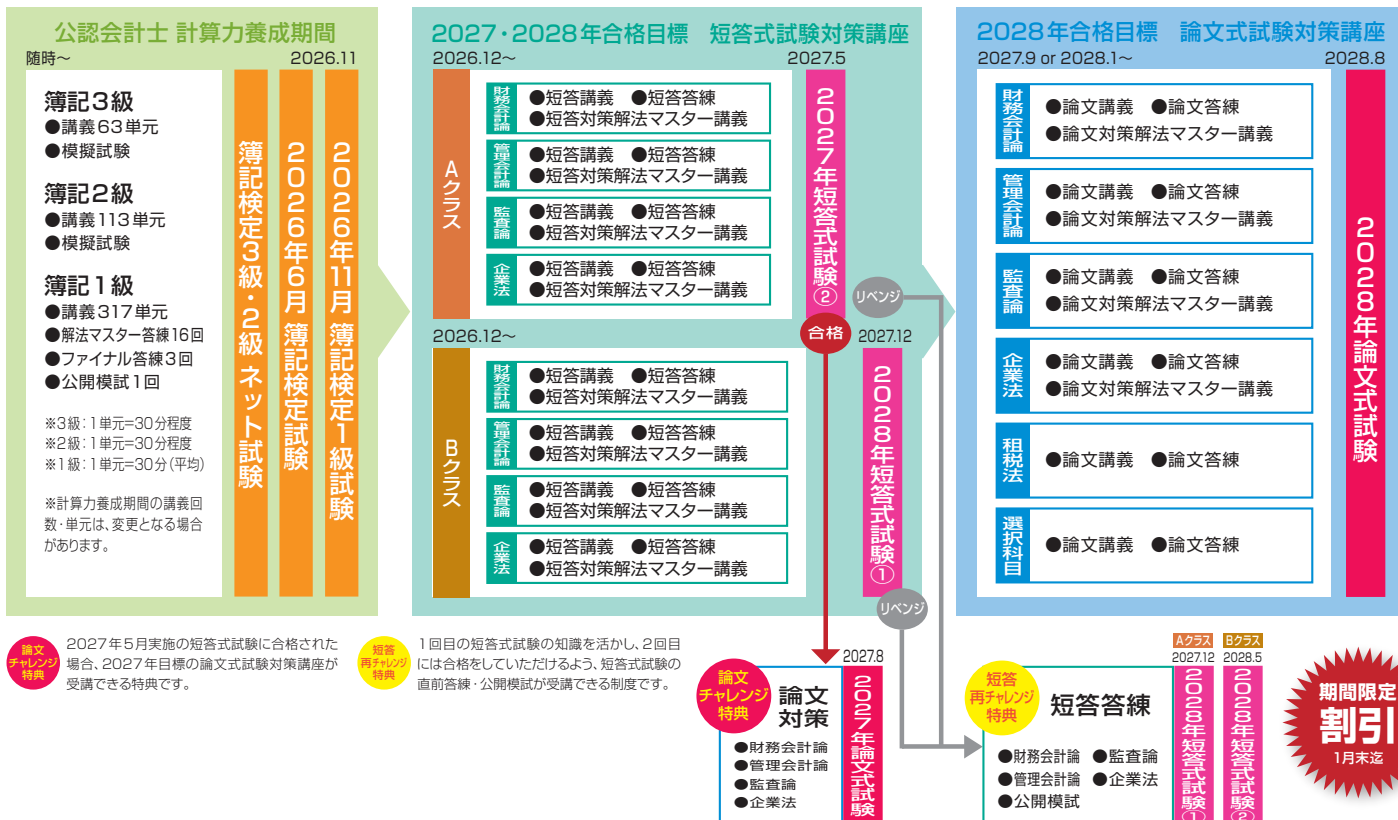 公認会計士 計算力養成期間
随時～ 2026.11
簿記3級
●講義63単元
●模擬試験
簿記2級
●講義113単元
●模擬試験
簿記1級
●講義317単元
●解法マスター答練16回
●ファイナル答練3回
●公開模試1回
※3級：1単元=30分程度
※2級：1単元=30分程度
※1級：1単元=30分(平均)
※計算力養成期間の講義回
数・単元は、変更となる場合
があります。
簿記検定3級・2級 ネット試験
2026年6月 簿記検定試験
2026年11月 簿記検定1級試験
2027・2028年合格目標 短答式試験対策講座
2026.12～ 2027.5
Aクラス
財務会計論
●短答講義 ●短答答練
●短答対策解法マスター講義
管理会計論
●短答講義 ●短答答練
●短答対策解法マスター講義
監査論
●短答講義 ●短答答練
●短答対策解法マスター講義
企業法
●短答講義 ●短答答練
●短答対策解法マスター講義
2027年短答式試験②
リベンジ
合格
2026.12～ 2027.12
Bクラス
財務会計論
●短答講義 ●短答答練
●短答対策解法マスター講義
管理会計論
●短答講義 ●短答答練
●短答対策解法マスター講義
監査論
●短答講義 ●短答答練
●短答対策解法マスター講義
企業法
●短答講義 ●短答答練
●短答対策解法マスター講義
2028年短答式試験①
リベンジ
2028年合格目標 論文式試験対策講座
2027.9 or 2028.1～ 2028.8
財務会計論
●論文講義 ●論文答練
●論文対策解法マスター講義
管理会計論
●論文講義 ●論文答練
●論文対策解法マスター講義
監査論
●論文講義 ●論文答練
●論文対策解法マスター講義
企業法
●論文講義 ●論文答練
●論文対策解法マスター講義
租税法
●論文講義 ●論文答練
選択科目
●論文講義 ●論文答練
2028年論文式試験
論文
チャレンジ
特典
2027年5月実施の短答式試験に合格された
場合、2027年目標の論文式試験対策講座が
受講できる特典です。
短答
再チャレンジ
特典
1回目の短答式試験の知識を活かし、2回目
には合格をしていただけるよう、短答式試験の
直前答練・公開模試が受講できる制度です。
論文
チャレンジ
特典
論文
対策
●財務会計論
●管理会計論
●監査論
●企業法
2027.8
2027年論文式試験
短答
再チャレンジ
特典
短答答練
●財務会計論 ●監査論
●管理会計論 ●企業法
●公開模試
Aクラス
2027.12
2028年短答式試験①
Bクラス
2028.5
2028年短答式試験②
期間限定
割引
1月末迄